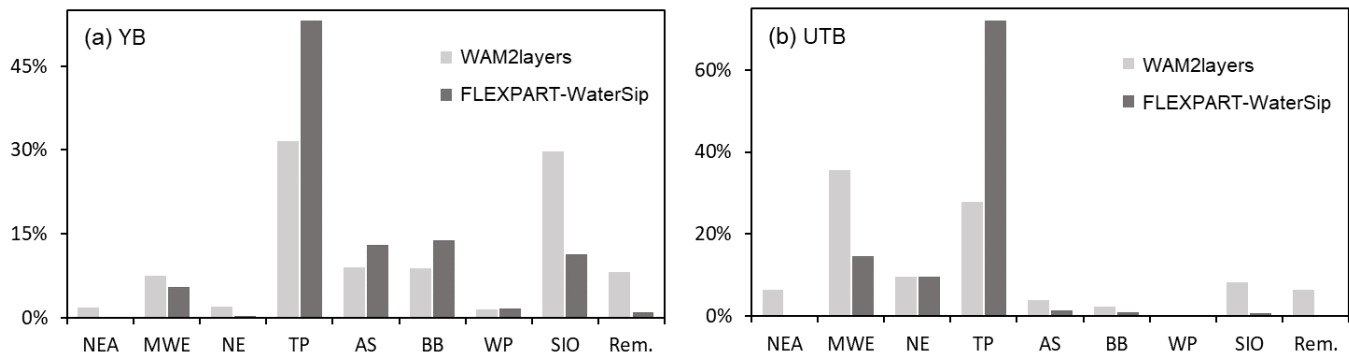 (a) YB
WAM2layers
FLEXPART-WaterSip
45%
30%
15%
0%
NEA MWE NE TP AS BB WP SIO Rem.
(b) UTB
WAM2layers
FLEXPART-WaterSip
60%
40%
20%
0%
NEA MWE NE TP AS BB WP SIO Rem.